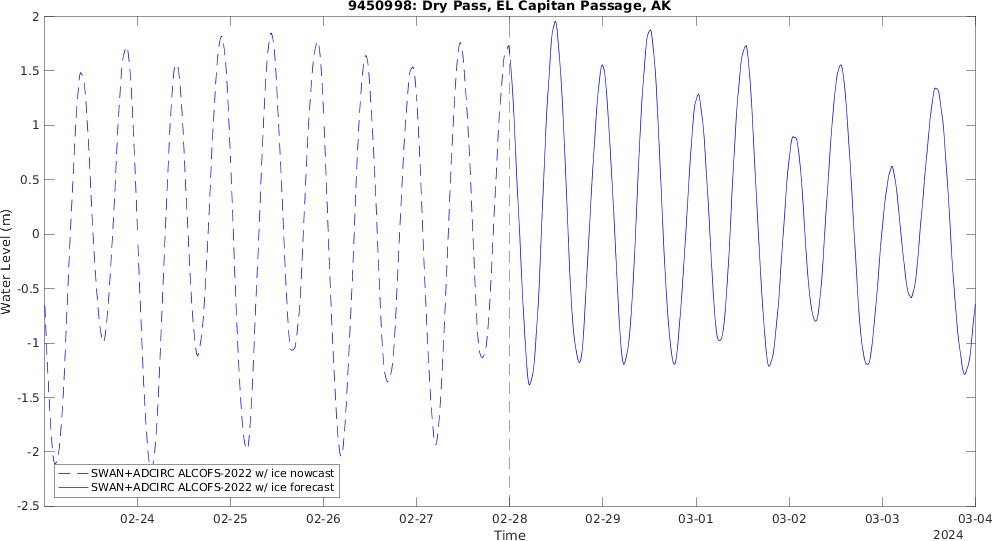 9450998: Dry Pass, EL Capitan Passage, AK
2
1.5
1
0.5
0
-0.5
-1
-1.5
-2
-2.5
Water Level (m)
SWAN+ADCIRC ALCOFS-2022 w/ ice nowcast
SWAN+ADCIRC ALCOFS-2022 w/ ice forecast
02-24 02-25 02-26 02-27 02-28 02-29 03-01 03-02 03-03 03-04
Time
2024